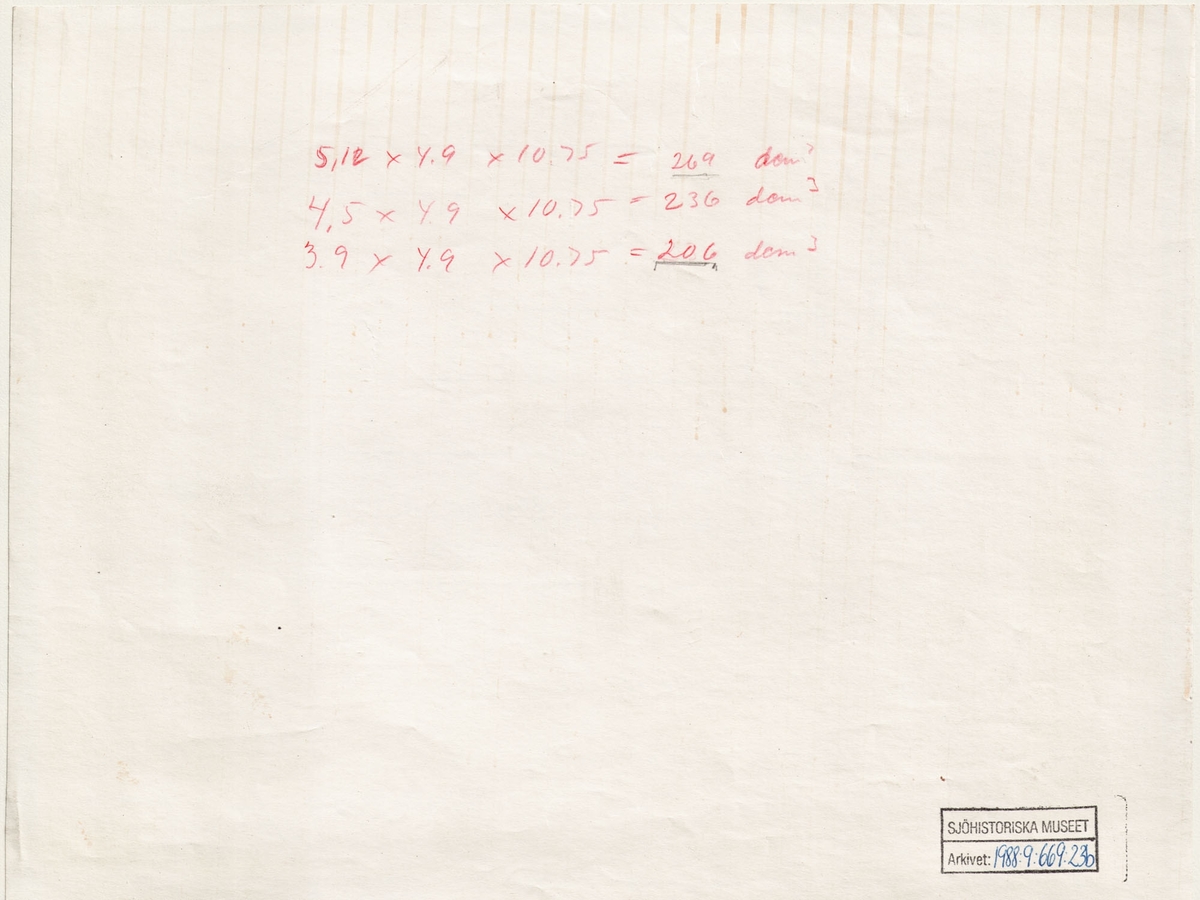 5,12 x 4.9 x 10.75 = 269 dcm³
4,5 x 4.9 x 10.75 = 236 dcm³
3.9 x 4.9 x 10.75 = 206 dcm³
SJÖHISTORISKA MUSEET
Arkivet: 1988:9:669:23b